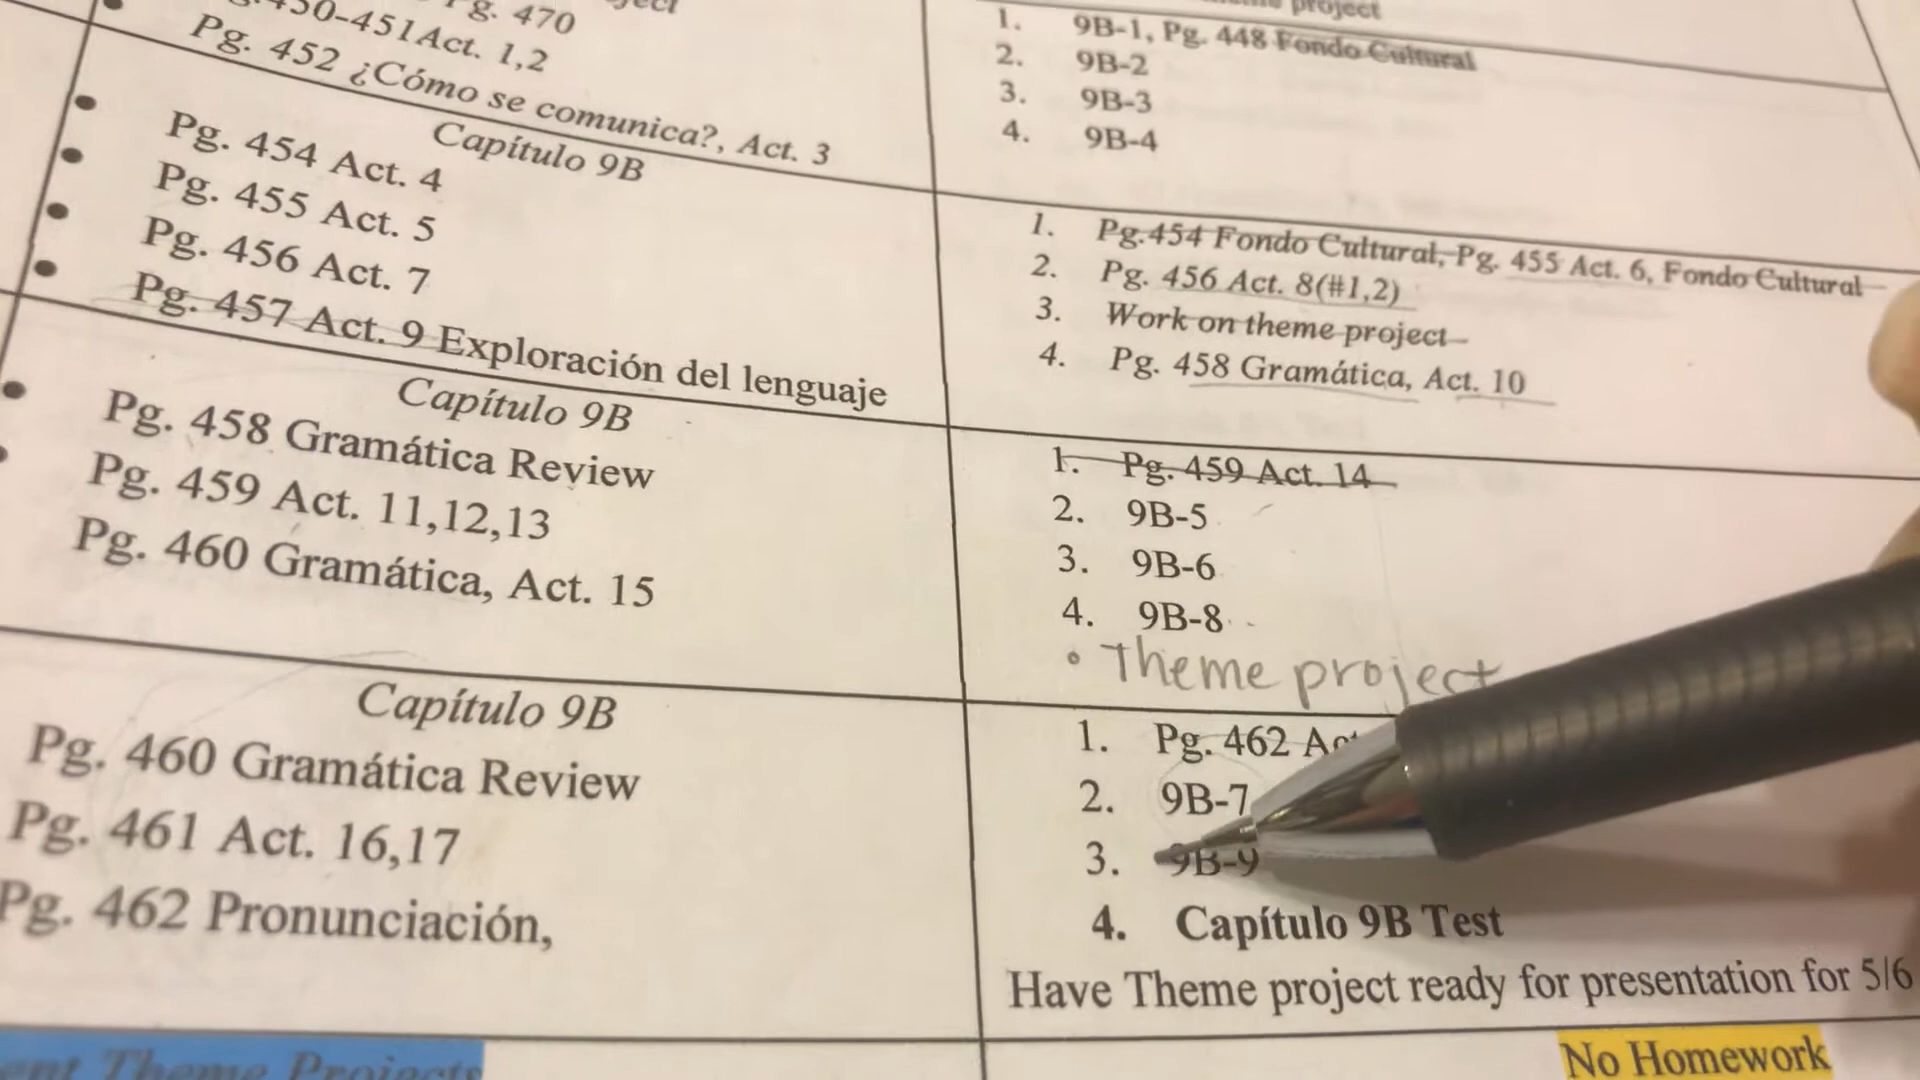 Pg. 470
450-451Act. 1,2
Pg. 452 ¿Cómo se comunica?, Act. 3
Capítulo 9B
Pg. 454 Act. 4
Pg. 455 Act. 5
Pg. 456 Act. 7
Pg. 457 Act. 9 Exploración del lenguaje
Capítulo 9B
Pg. 458 Gramática Review
Pg. 459 Act. 11,12,13
Pg. 460 Gramática, Act. 15
Capítulo 9B
Pg. 460 Gramática Review
Pg. 461 Act. 16,17
Pg. 462 Pronunciación,
project
1. 9B-1, Pg. 448 Fondo Cultural
2. 9B-2
3. 9B-3
4. 9B-4
1. Pg.454 Fondo Cultural, Pg. 455 Act. 6, Fondo Cultural
2. Pg. 456 Act. 8(#1,2)
3. Work on theme project
4. Pg. 458 Gramática, Act. 10
1. Pg. 459 Act. 14
2. 9B-5
3. 9B-6
4. 9B-8
• Theme project
1. Pg. 462
2. 9B-7
3. 9B-9
4. Capítulo 9B Test
Have Theme project ready for presentation for 5/6
Theme Projects
No Homework